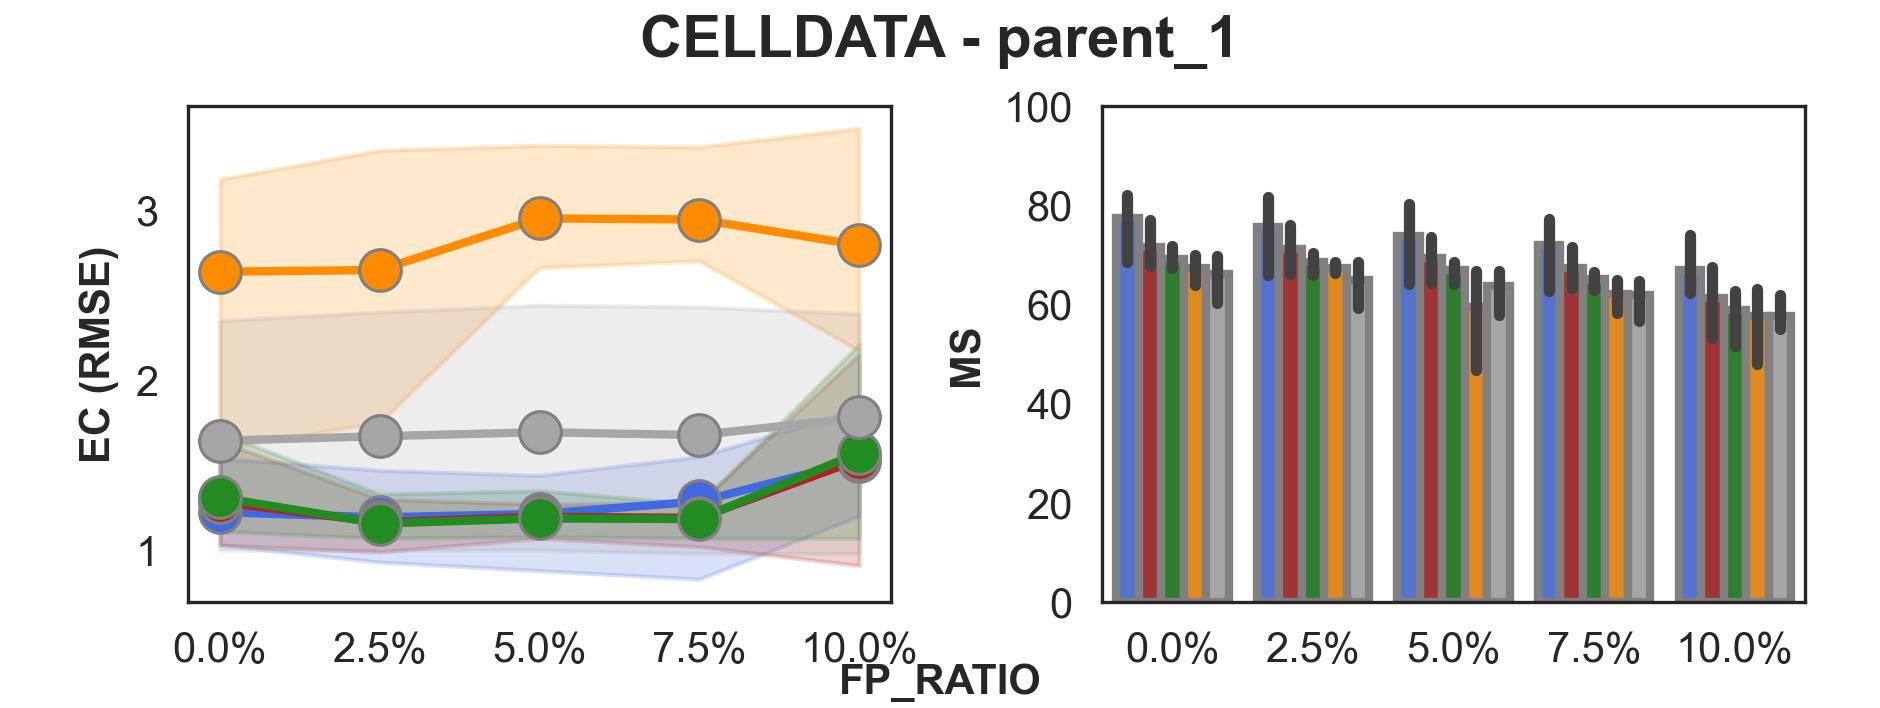 CELLDATA - parent_1
EC (RMSE)
3
2
1
0.0% 2.5% 5.0% 7.5% 10.0%
MS
100
80
60
40
20
0
0.0% 2.5% 5.0% 7.5% 10.0%
FP_RATIO